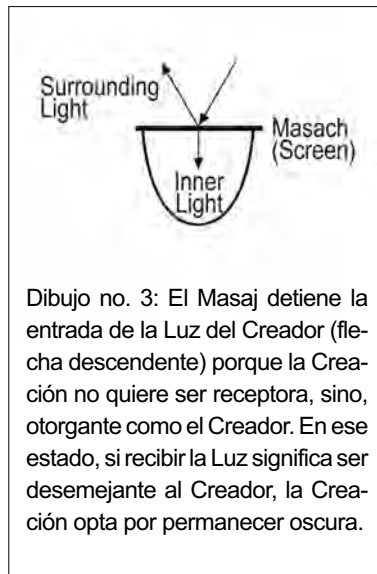 Surrounding
Light
Masach
(Screen)
Inner
Light
Dibujo no. 3: El Masaj detiene la
entrada de la Luz del Creador (fle-
cha descendente) porque la Crea-
ción no quiere ser receptora, sino,
otorgante como el Creador. En ese
estado, si recibir la Luz significa ser
desemejante al Creador, la Crea-
ción opta por permanecer oscura.